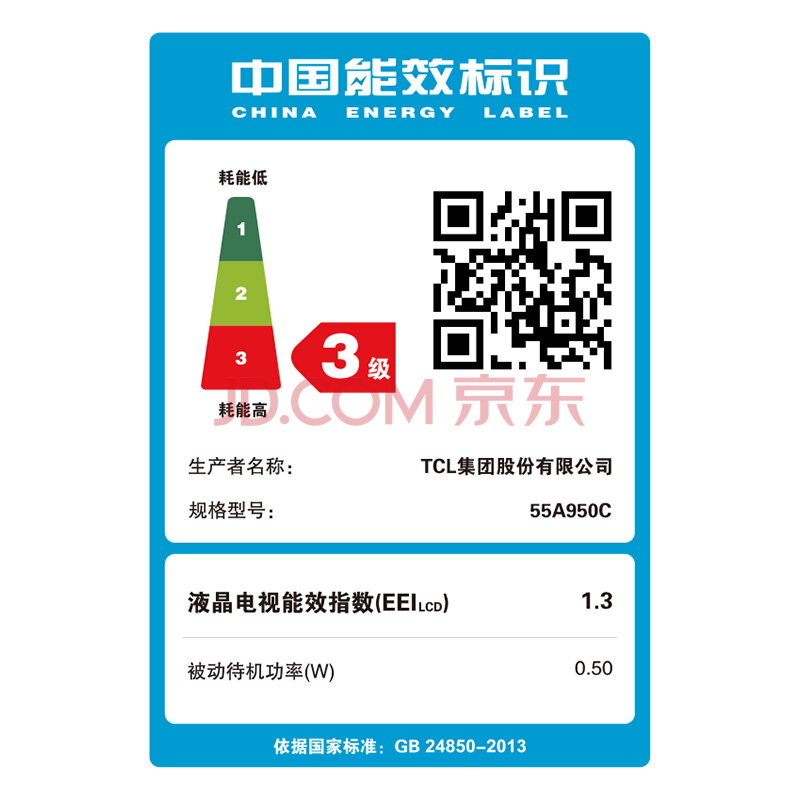 中国能效标识
CHINA ENERGY LABEL
耗能低
1
2
3
3级
耗能高
JD.COM 京东
生产者名称： TCL集团股份有限公司
规格型号： 55A950C
液晶电视能效指数(EEILCD) 1.3
被动待机功率(W) 0.50
依据国家标准：GB 24850-2013